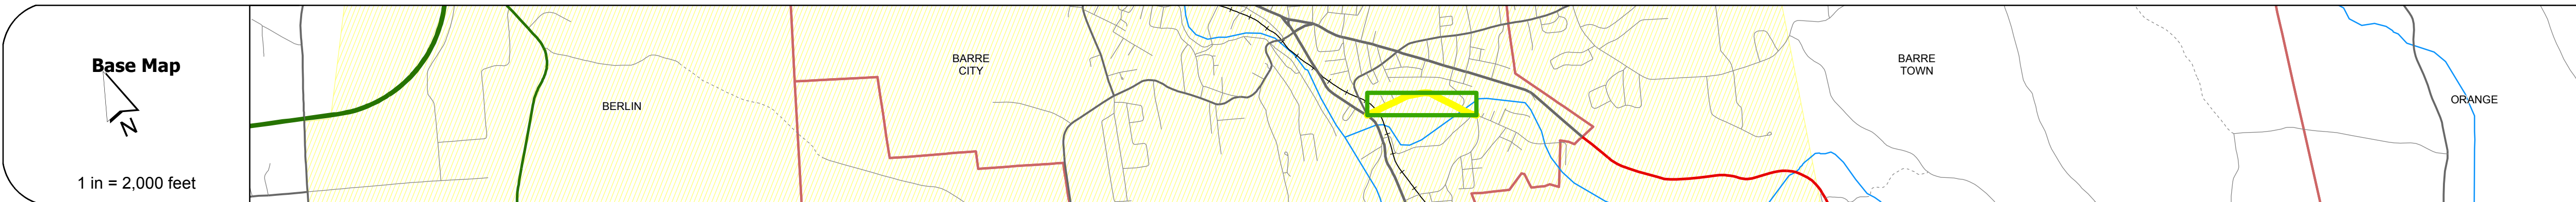 Base Map
N
1 in = 2,000 feet
BERLIN
BARRE
CITY
BARRE
TOWN
ORANGE